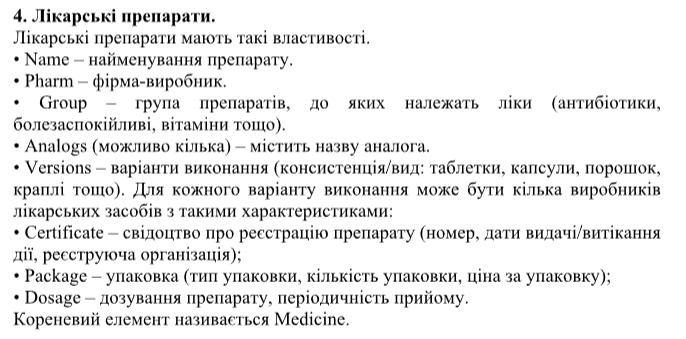 4. Лікарські препарати.
Лікарські препарати мають такі властивості.
• Name – найменування препарату.
• Pharm – фірма-виробник.
• Group – група препаратів, до яких належать ліки (антибіотики,
болезаспокійливі, вітаміни тощо).
• Analogs (можливо кілька) – містить назву аналога.
• Versions – варіанти виконання (консистенція/вид: таблетки, капсули, порошок,
краплі тощо). Для кожного варіанту виконання може бути кілька виробників
лікарських засобів з такими характеристиками:
• Certificate – свідоцтво про реєстрацію препарату (номер, дати видачі/витікання
дії, реєструюча організація);
• Package – упаковка (тип упаковки, кількість упаковки, ціна за упаковку);
• Dosage – дозування препарату, періодичність прийому.
Кореневий елемент називається Medicine.